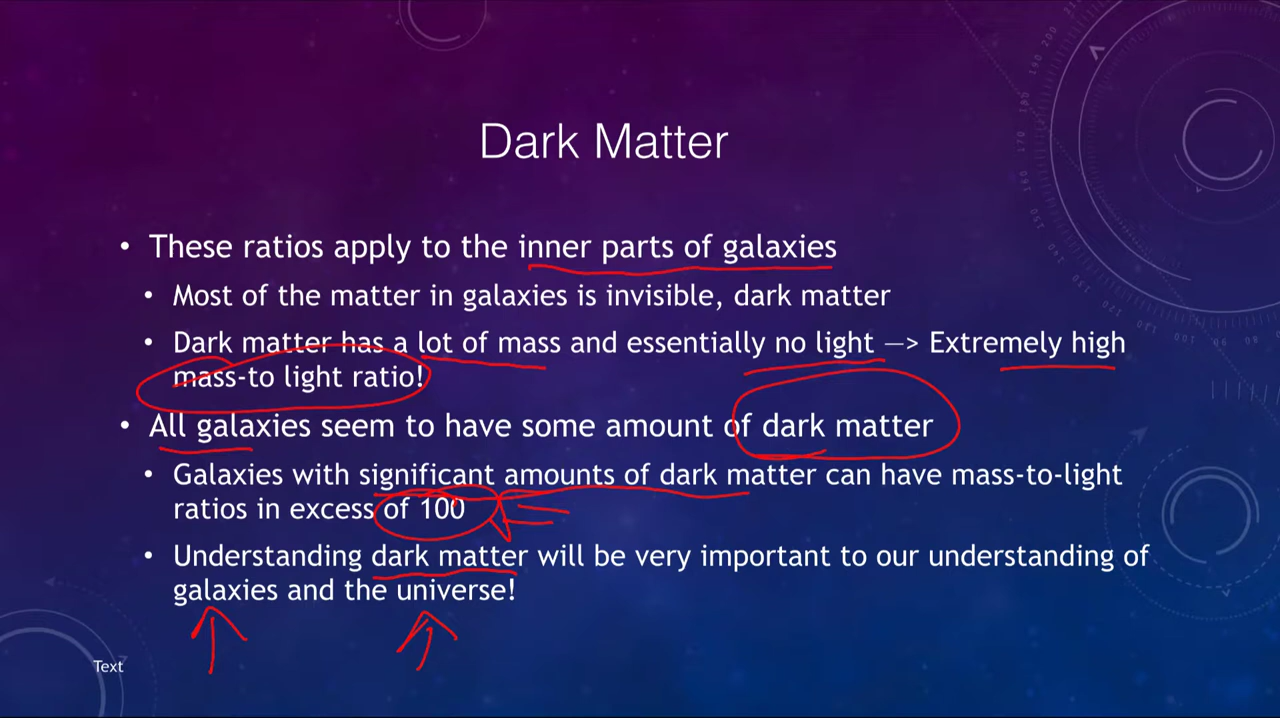 Dark Matter
• These ratios apply to the inner parts of galaxies
• Most of the matter in galaxies is invisible, dark matter
• Dark matter has a lot of mass and essentially no light —> Extremely high
mass-to light ratio!
• All galaxies seem to have some amount of dark matter
• Galaxies with significant amounts of dark matter can have mass-to-light
ratios in excess of 100
• Understanding dark matter will be very important to our understanding of
galaxies and the universe!
Text